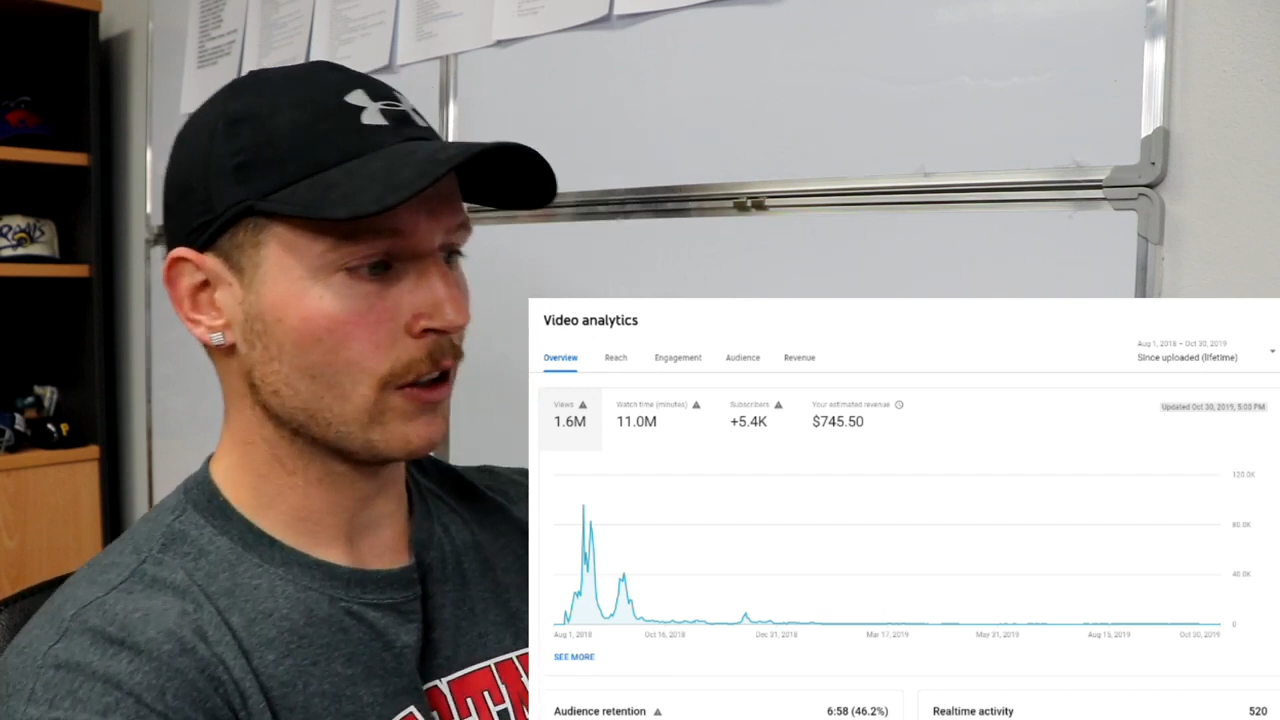 Video analytics
Aug 1, 2018 – Oct 30, 2019
Overview Reach Engagement Audience Revenue
Since uploaded (lifetime)
Views Watch time (minutes) Subscribers Your estimated revenue
Updated Oct 30, 2019, 5:00 PM
1.6M 11.0M +5.4K $745.50
120.0K
80.0K
40.0K
0
Aug 1, 2018 Oct 16, 2018 Dec 31, 2018 Mar 17, 2019 May 31, 2019 Aug 15, 2019 Oct 30, 2019
SEE MORE
Audience retention 6:58 (46.2%) Realtime activity 520